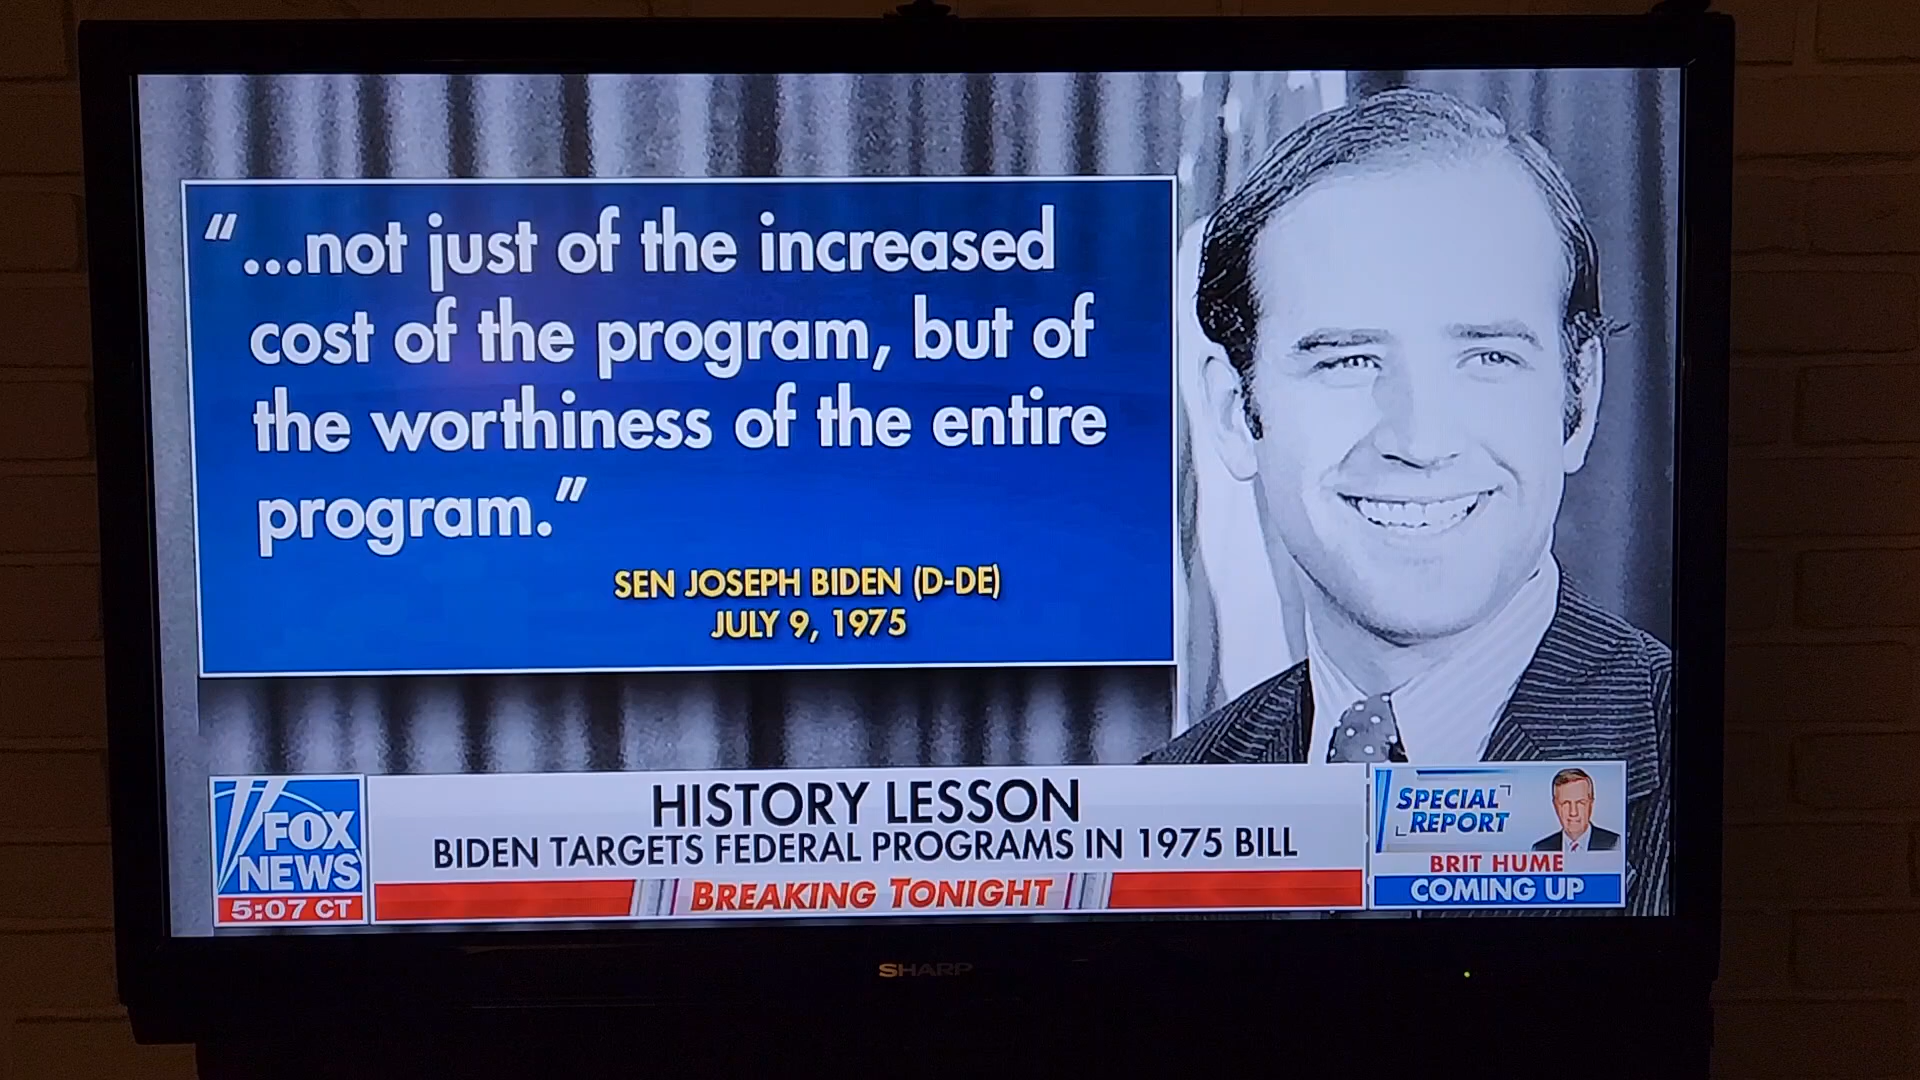 “...not just of the increased
cost of the program, but of
the worthiness of the entire
program.”
SEN JOSEPH BIDEN (D-DE)
JULY 9, 1975
FOX
NEWS
5:07 CT
HISTORY LESSON
BIDEN TARGETS FEDERAL PROGRAMS IN 1975 BILL
BREAKING TONIGHT
SPECIAL
REPORT
BRIT HUME
COMING UP
SHARP